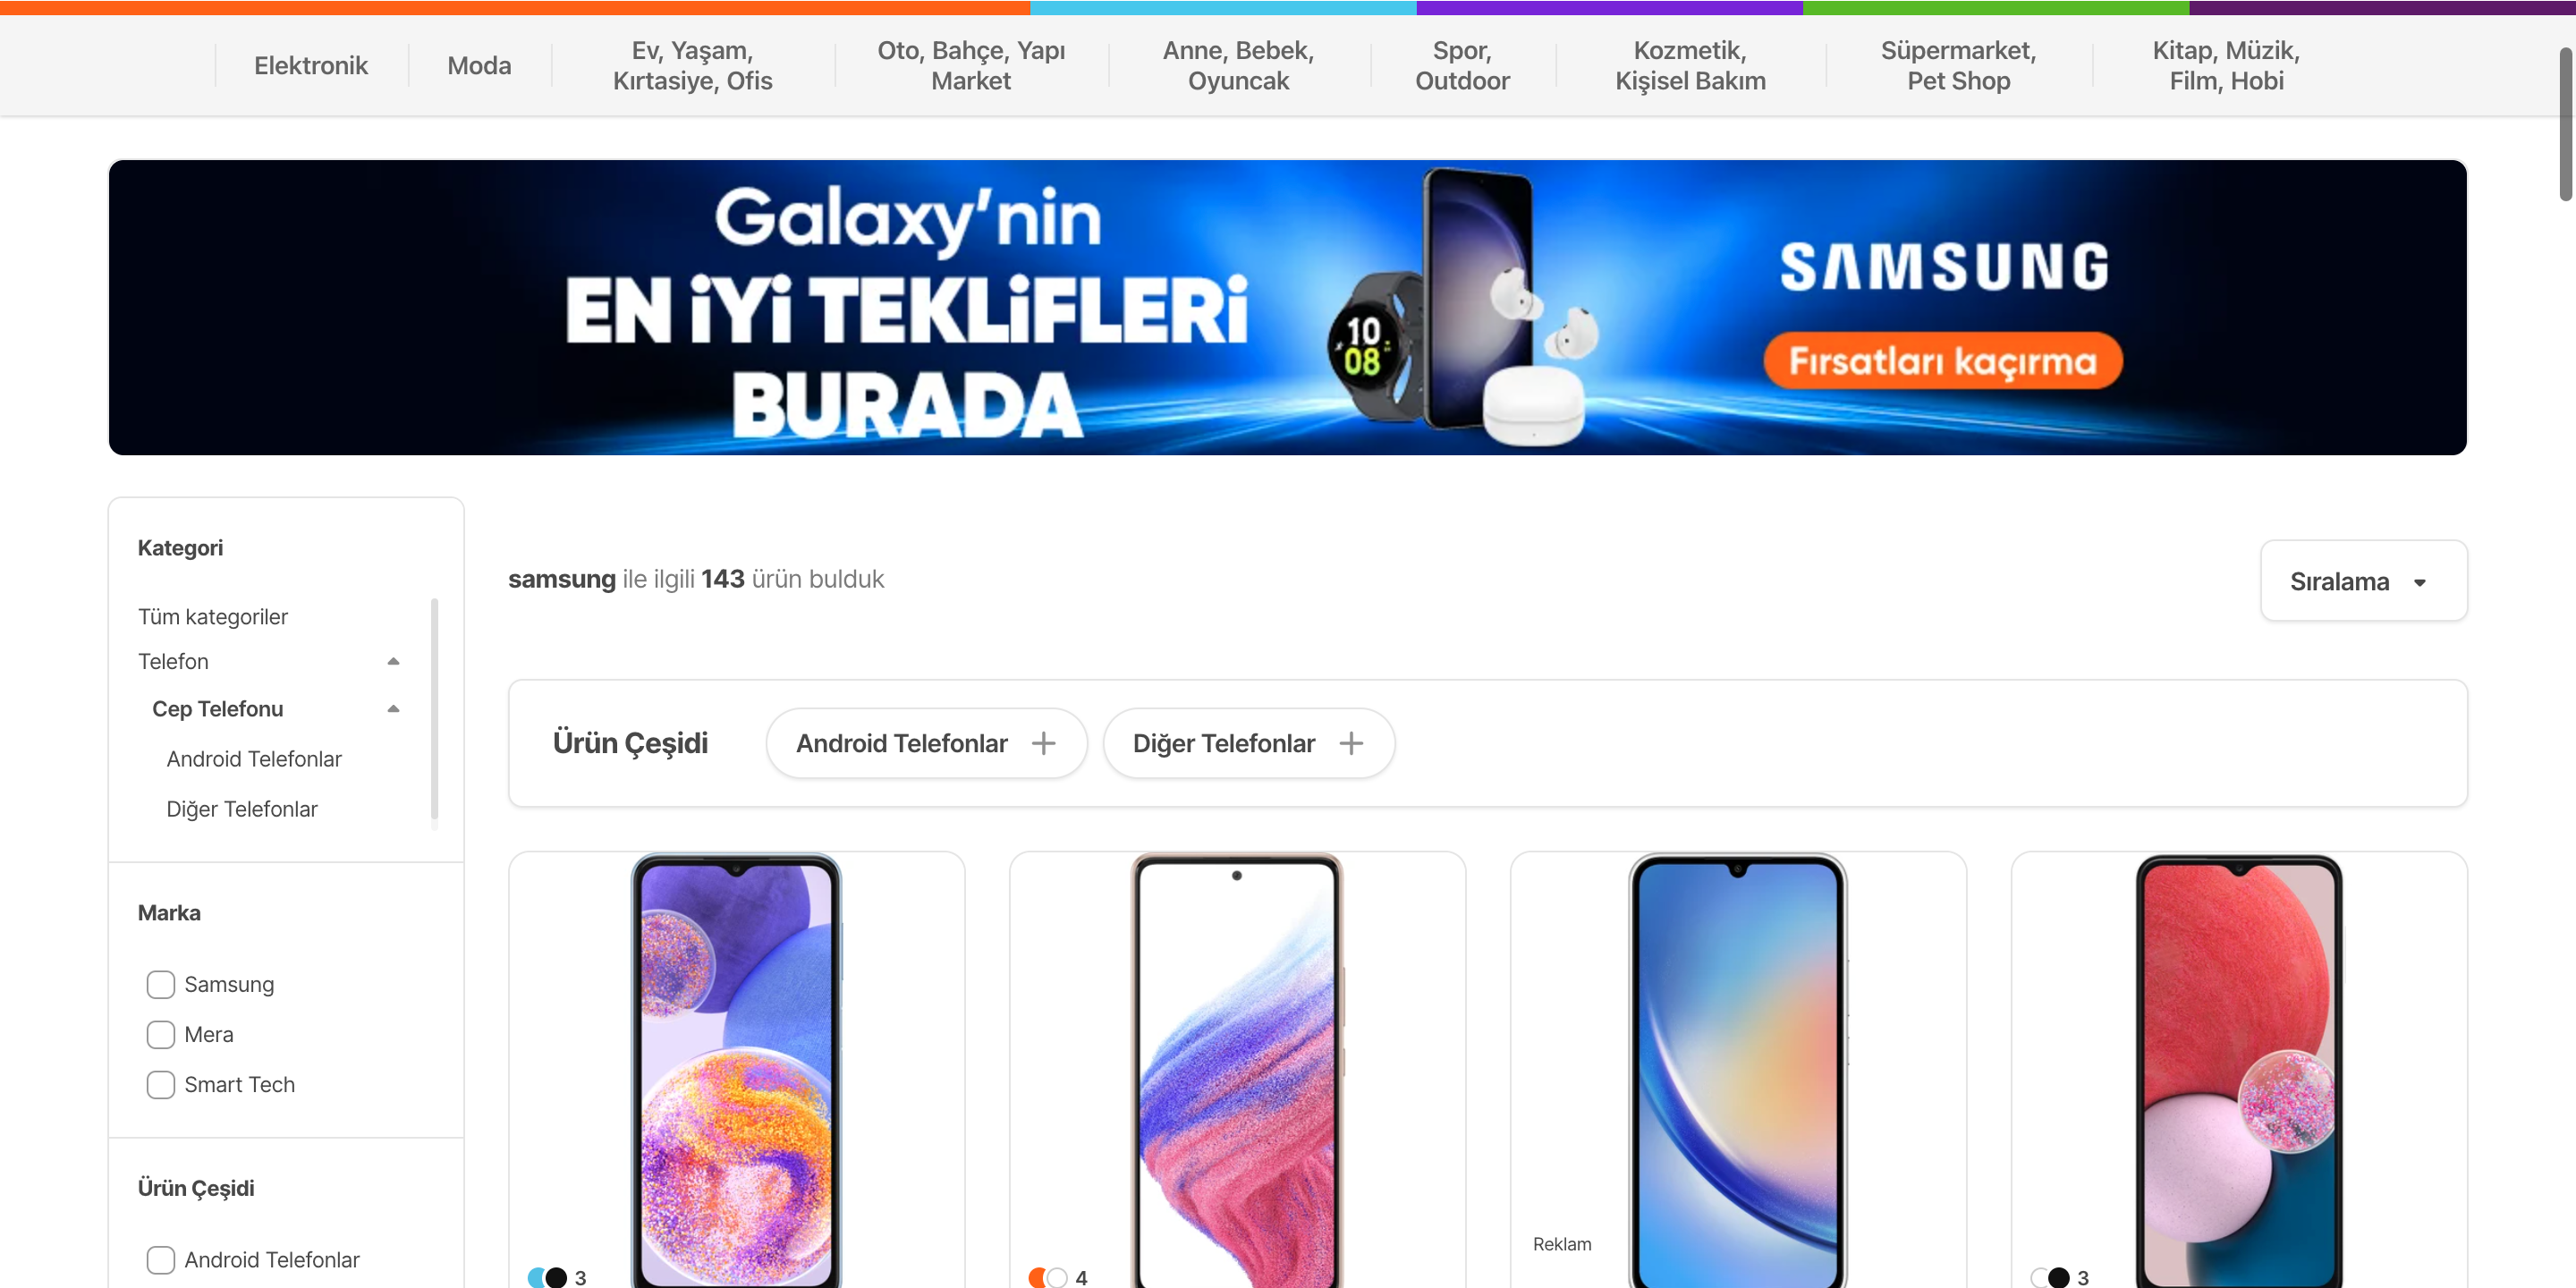 Elektronik
Moda
Ev, Yaşam,
Kırtasiye, Ofis
Oto, Bahçe, Yapı
Market
Anne, Bebek,
Oyuncak
Spor,
Outdoor
Kozmetik,
Kişisel Bakım
Süpermarket,
Pet Shop
Kitap, Müzik,
Film, Hobi
Galaxy'nin
EN İYİ TEKLİFLERİ
BURADA
10
08
SAMSUNG
Fırsatları kaçırma
Kategori
Tüm kategoriler
Telefon
Cep Telefonu
Android Telefonlar
Diğer Telefonlar
Marka
Samsung
Mera
Smart Tech
Ürün Çeşidi
Android Telefonlar
samsung ile ilgili 143 ürün bulduk
Sıralama
Ürün Çeşidi
Android Telefonlar
Diğer Telefonlar
3
4
Reklam
3